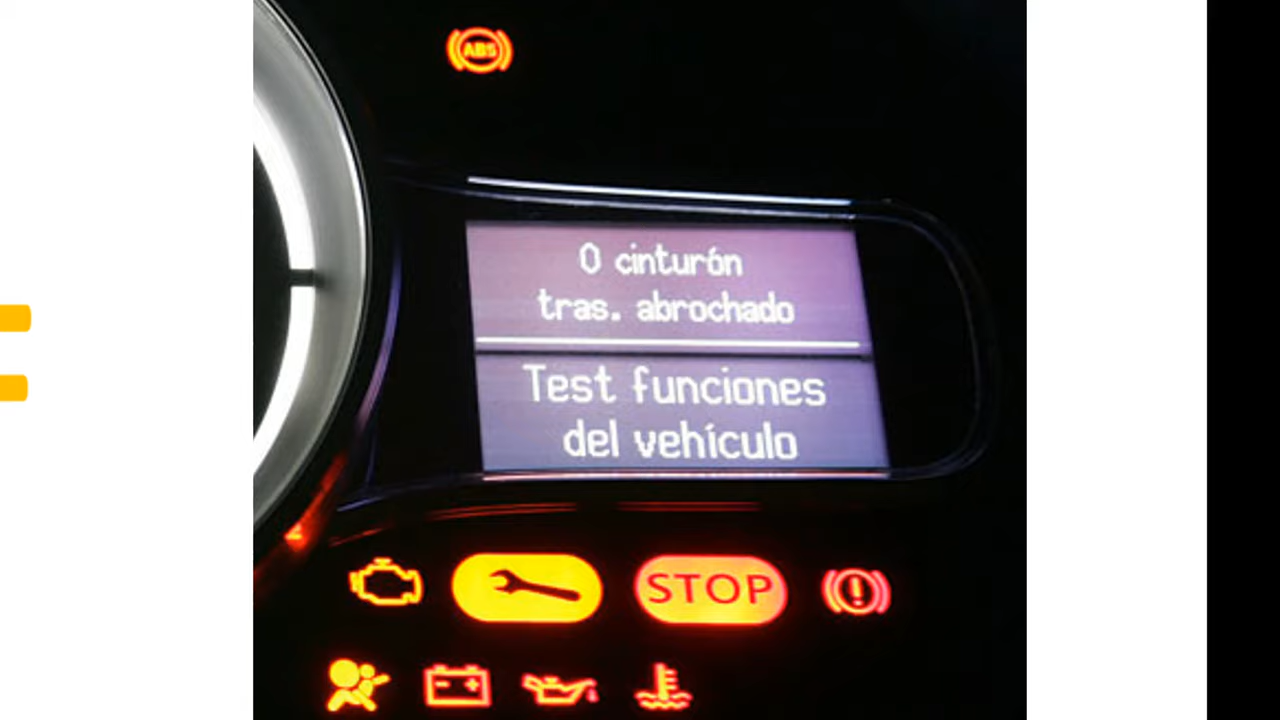 ABS
0 cinturón
tras. abrochado
Test funciones
del vehículo
STOP